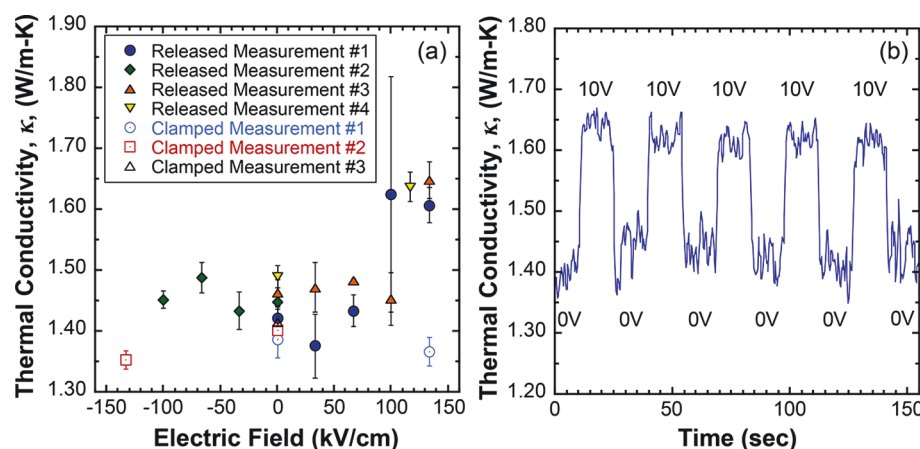 (a)
Thermal Conductivity, κ, (W/m-K)
1.90
1.80
1.70
1.60
1.50
1.40
1.30
Released Measurement #1
Released Measurement #2
Released Measurement #3
Released Measurement #4
Clamped Measurement #1
Clamped Measurement #2
Clamped Measurement #3
-150 -100 -50 0 50 100 150
Electric Field (kV/cm)
(b)
Thermal Conductivity, κ, (W/m-K)
1.80
1.70
1.60
1.50
1.40
1.30
1.20
10V 10V 10V 10V 10V
0V 0V 0V 0V 0V 0V
0 50 100 150
Time (sec)